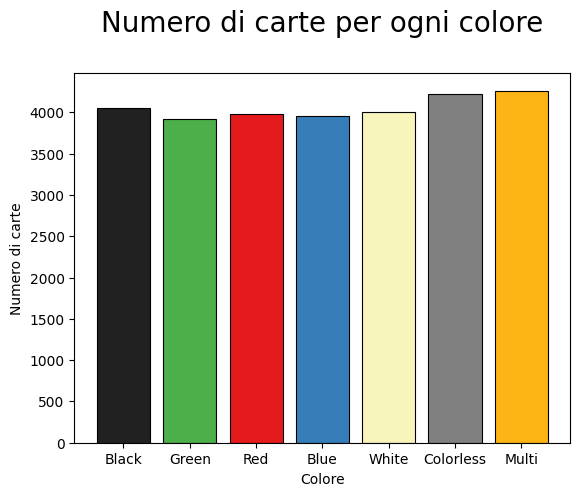 Numero di carte per ogni colore
Numero di carte
4000
3500
3000
2500
2000
1500
1000
500
0
Black Green Red Blue White Colorless Multi
Colore